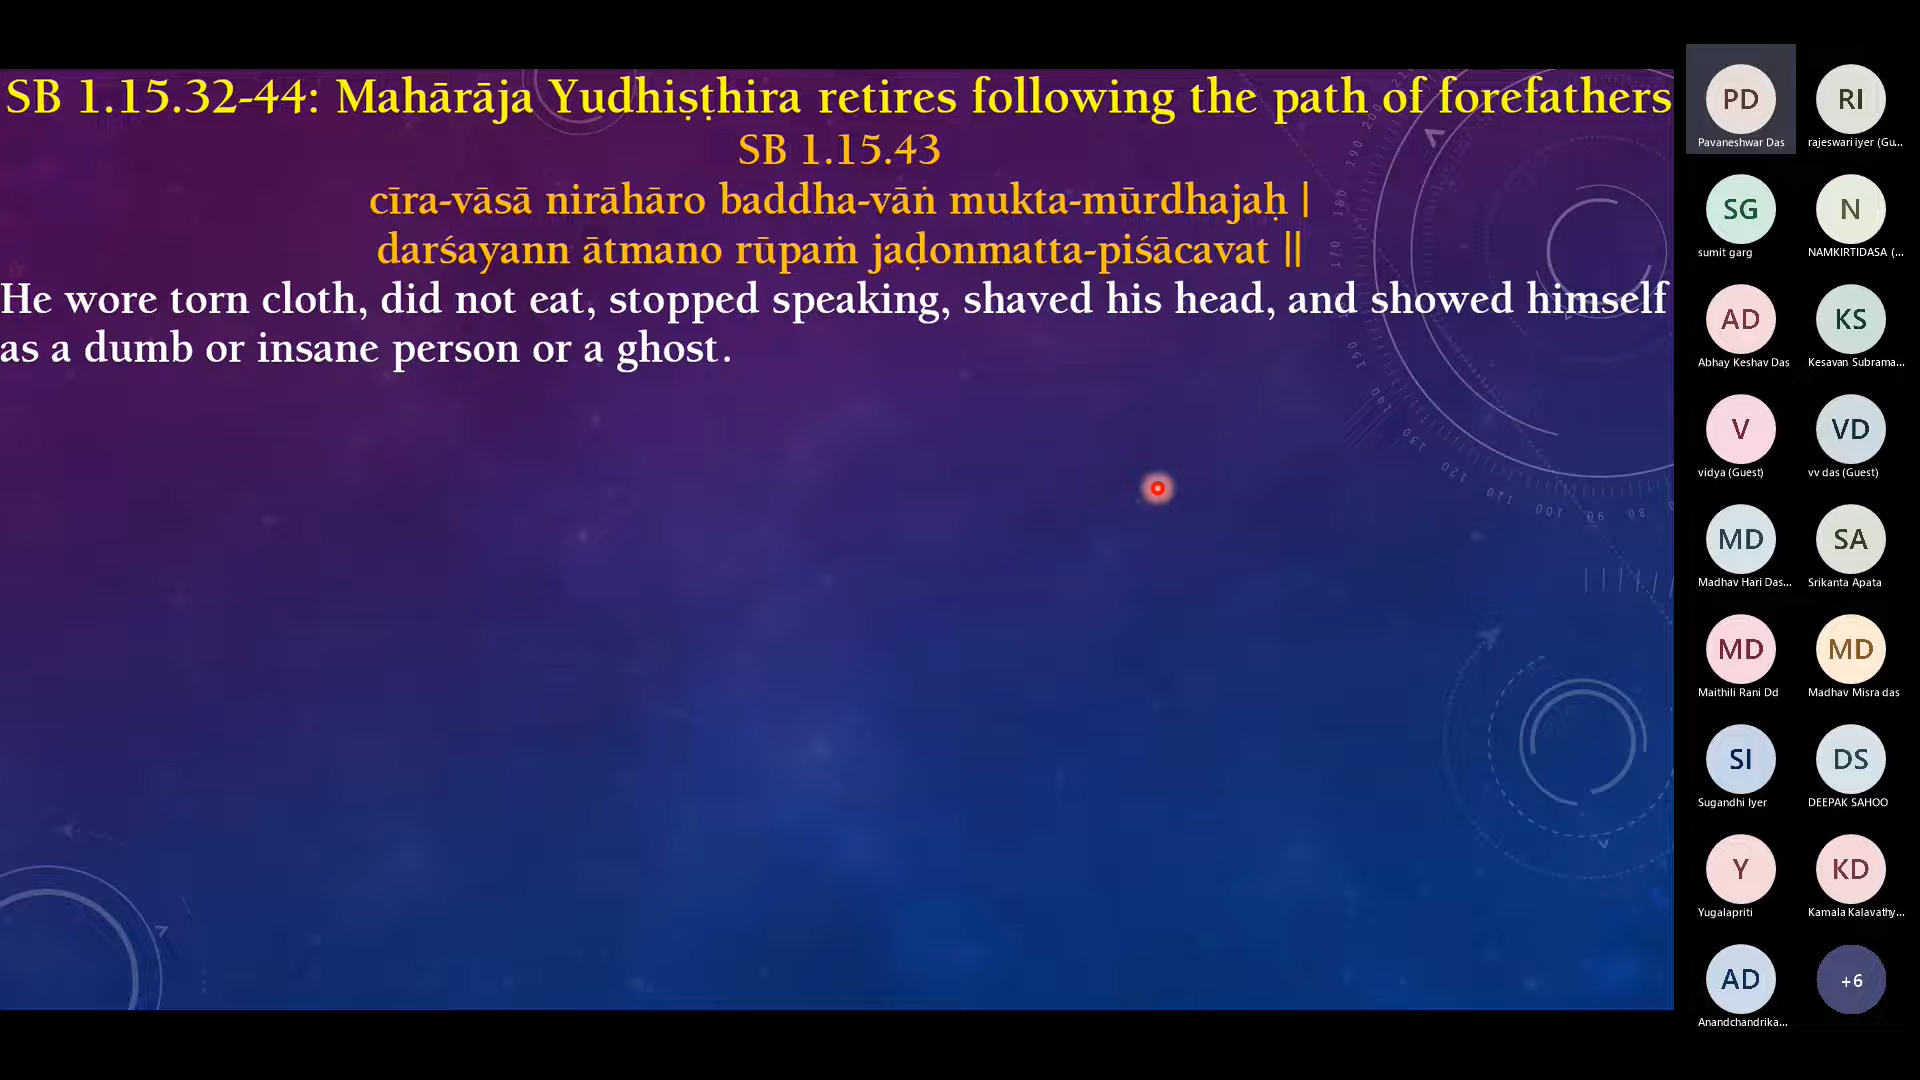 SB 1.15.32-44: Mahārāja Yudhiṣṭhira retires following the path of forefathers
SB 1.15.43
cīra-vāsā nirāhāro baddha-vāṅ mukta-mūrdhajaḥ |
darśayann ātmano rūpaṁ jaḍonmatta-piśācavat ||
He wore torn cloth, did not eat, stopped speaking, shaved his head, and showed himself
as a dumb or insane person or a ghost.
PD RI
Pavaneshwar Das rajeswari iyer (Gu...
SG N
sumit garg NAMKIRTIDASA (...
AD KS
Abhay Keshav Das Kesavan Subrama...
V VD
vidya (Guest) vv das (Guest)
MD SA
Madhav Hari Das... Srikanta Apata
MD MD
Maithili Rani Dd Madhav Misra das
SI DS
Sugandhi Iyer DEEPAK SAHOO
Y KD
Yugalapriti Kamala Kalavathy...
AD +6
Anandchandrika...